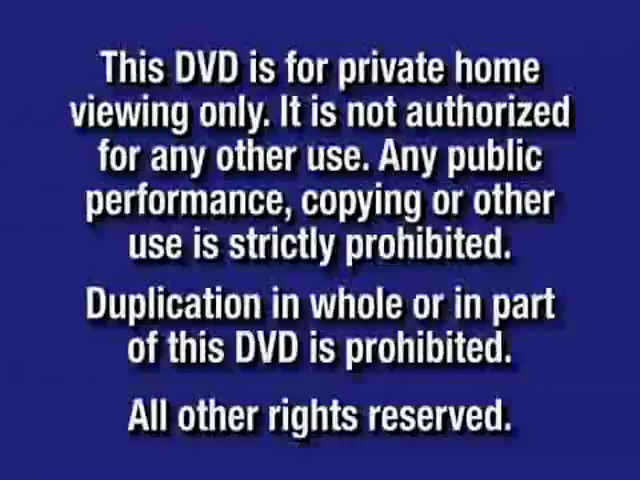 This DVD is for private home
viewing only. It is not authorized
for any other use. Any public
performance, copying or other
use is strictly prohibited.
Duplication in whole or in part
of this DVD is prohibited.
All other rights reserved.